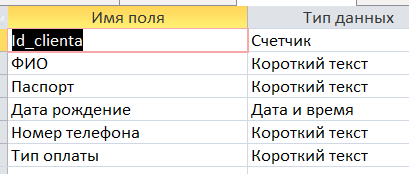 Имя поля Тип данных
Id_clienta Счетчик
ФИО Короткий текст
Паспорт Короткий текст
Дата рождение Дата и время
Номер телефона Короткий текст
Тип оплаты Короткий текст